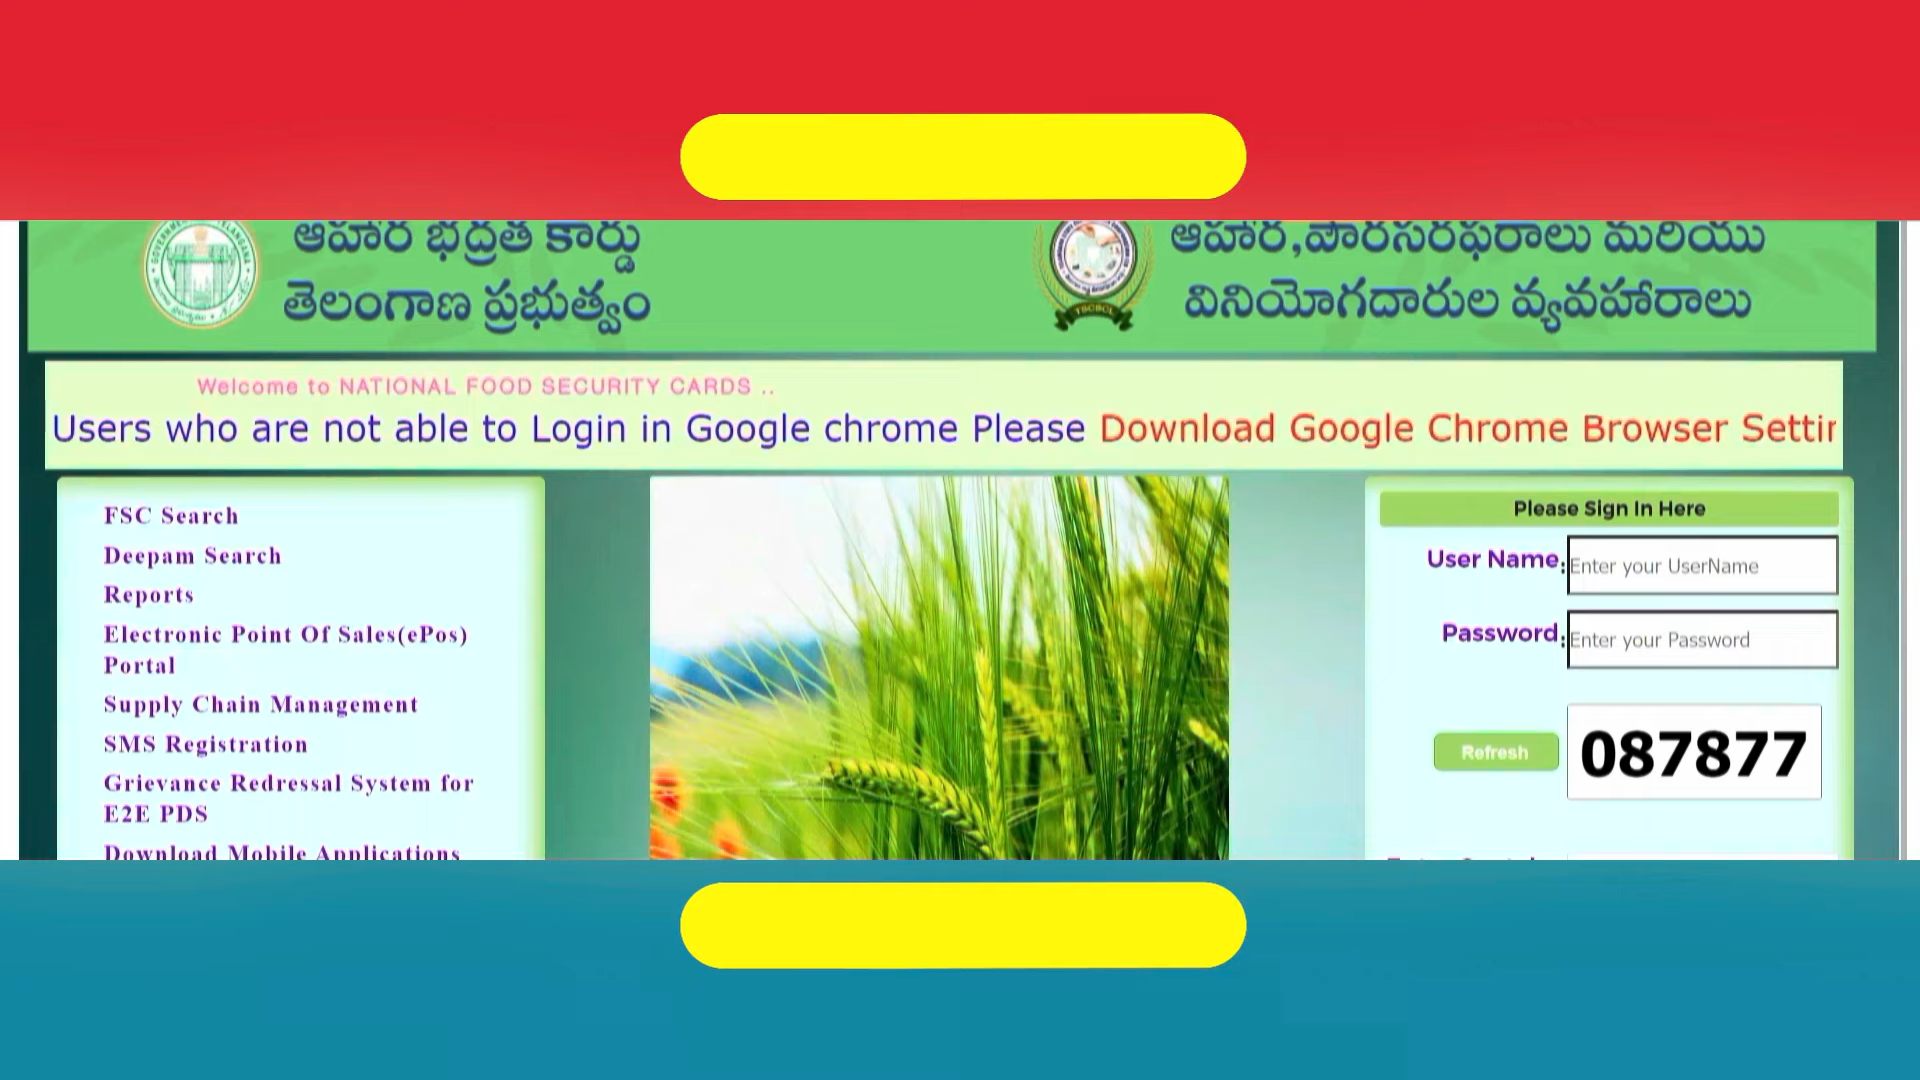 ఆహార భద్రత కార్డు
తెలంగాణ ప్రభుత్వం
ఆహార,పౌరసరఫరాలు మరియు
వినియోగదారుల వ్యవహారాలు
TSCSCL
Welcome to NATIONAL FOOD SECURITY CARDS ..
Users who are not able to Login in Google chrome Please Download Google Chrome Browser Settin
FSC Search
Deepam Search
Reports
Electronic Point Of Sales(ePos)
Portal
Supply Chain Management
SMS Registration
Grievance Redressal System for
E2E PDS
Download Mobile Applications
Please Sign In Here
User Name: Enter your UserName
Password: Enter your Password
Refresh 087877